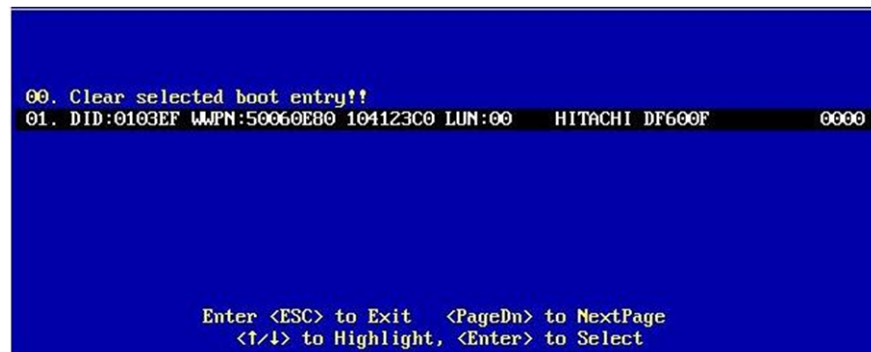 00. Clear selected boot entry!!
01. DID:0103EF WWPN:50060E80 104123C0 LUN:00 HITACHI DF600F 0000
Enter <ESC> to Exit <PageDn> to NextPage
<↑/↓> to Highlight, <Enter> to Select